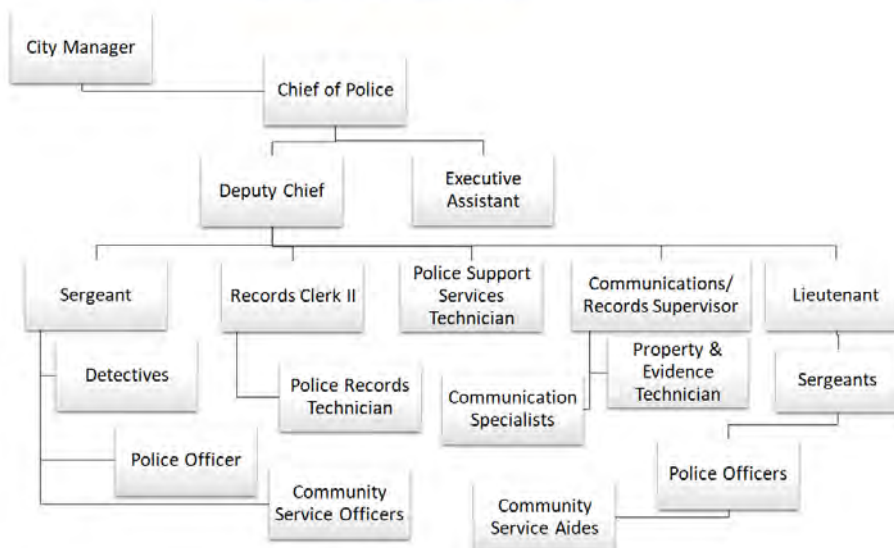 City Manager
Chief of Police
Deputy Chief
Executive
Assistant
Sergeant
Records Clerk II
Police Support
Services
Technician
Communications/
Records Supervisor
Lieutenant
Detectives
Police Records
Technician
Communication
Specialists
Property &
Evidence
Technician
Sergeants
Police Officer
Community
Service Officers
Police Officers
Community
Service Aides